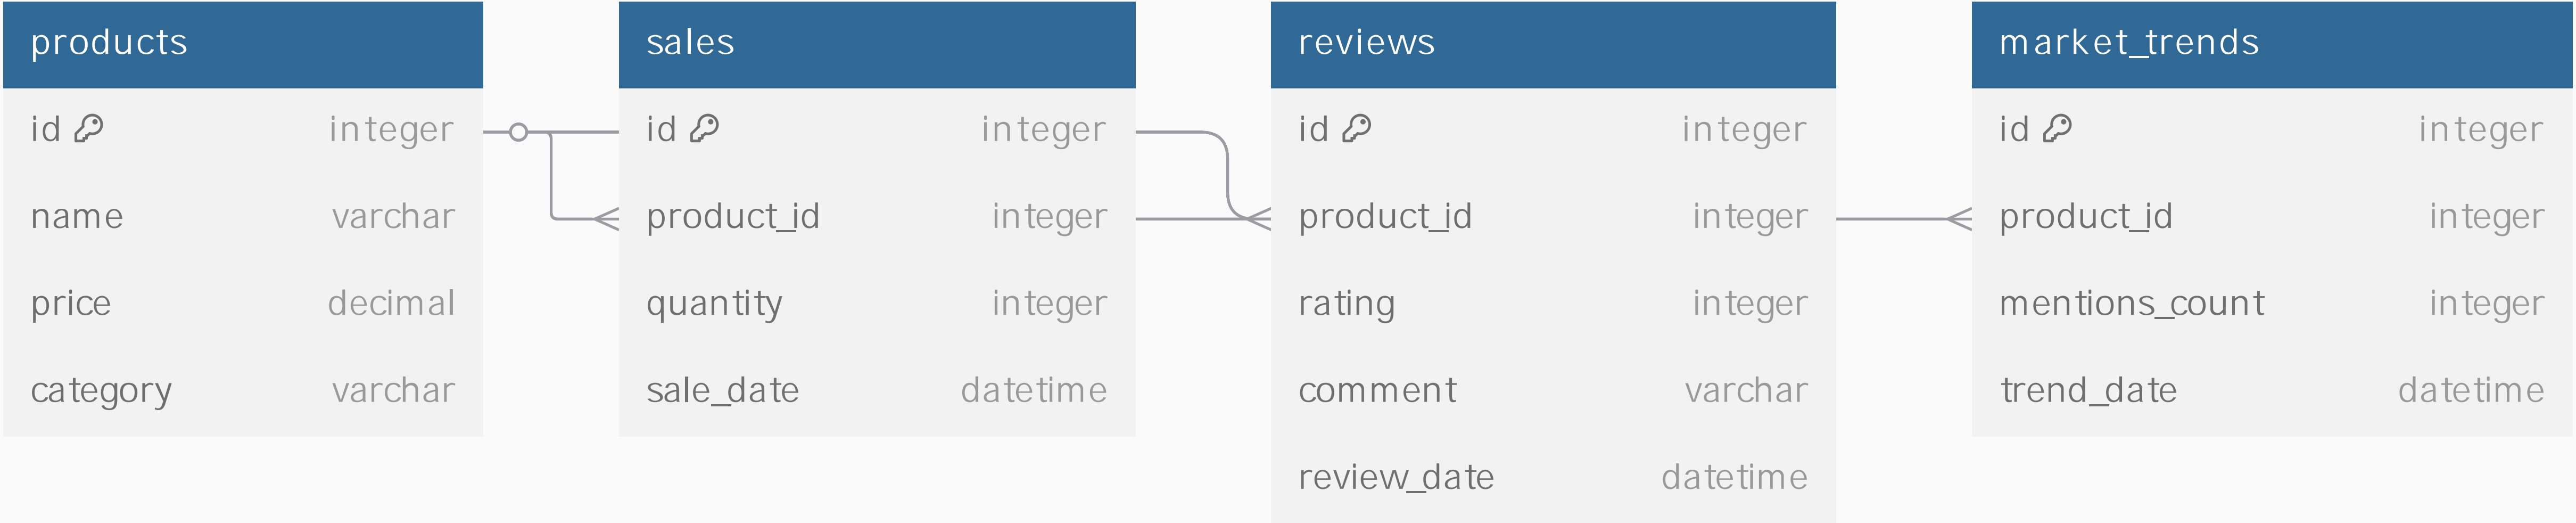 products
id integer
name varchar
price decimal
category varchar
sales
id integer
product_id integer
quantity integer
sale_date datetime
reviews
id integer
product_id integer
rating integer
comment varchar
review_date datetime
market_trends
id integer
product_id integer
mentions_count integer
trend_date datetime